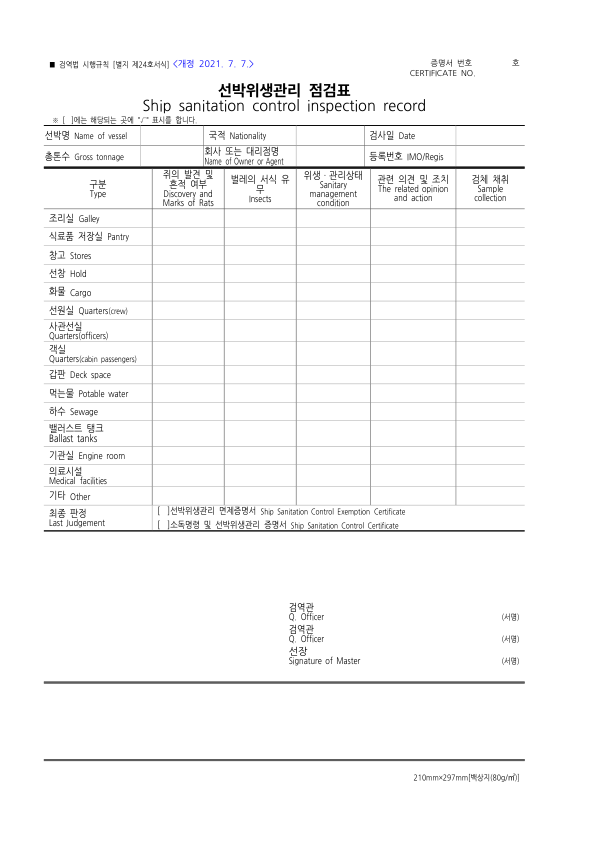 ■ 검역법 시행규칙 [별지 제24호서식] <개정 2021. 7. 7.>
증명서 번호 호
CERTIFICATE NO.
선박위생관리 점검표
Ship sanitation control inspection record
※ [ ]에는 해당되는 곳에 "√" 표시를 합니다.
선박명 Name of vessel
국적 Nationality
검사일 Date
총톤수 Gross tonnage
회사 또는 대리점명
Name of Owner or Agent
등록번호 IMO/Regis
구분
Type
쥐의 발견 및
흔적 여부
Discovery and
Marks of Rats
벌레의 서식 유
무
Insects
위생ㆍ관리상태
Sanitary
management
condition
관련 의견 및 조치
The related opinion
and action
검체 채취
Sample
collection
조리실 Galley
식료품 저장실 Pantry
창고 Stores
선창 Hold
화물 Cargo
선원실 Quarters(crew)
사관선실
Quarters(officers)
객실
Quarters(cabin passengers)
갑판 Deck space
먹는물 Potable water
하수 Sewage
밸러스트 탱크
Ballast tanks
기관실 Engine room
의료시설
Medical facilities
기타 Other
최종 판정
Last Judgement
[ ]선박위생관리 면제증명서 Ship Sanitation Control Exemption Certificate
[ ]소독명령 및 선박위생관리 증명서 Ship Sanitation Control Certificate
검역관
Q. Officer (서명)
검역관
Q. Officer (서명)
선장
Signature of Master (서명)
210mm×297mm[백상지(80g/㎡)]